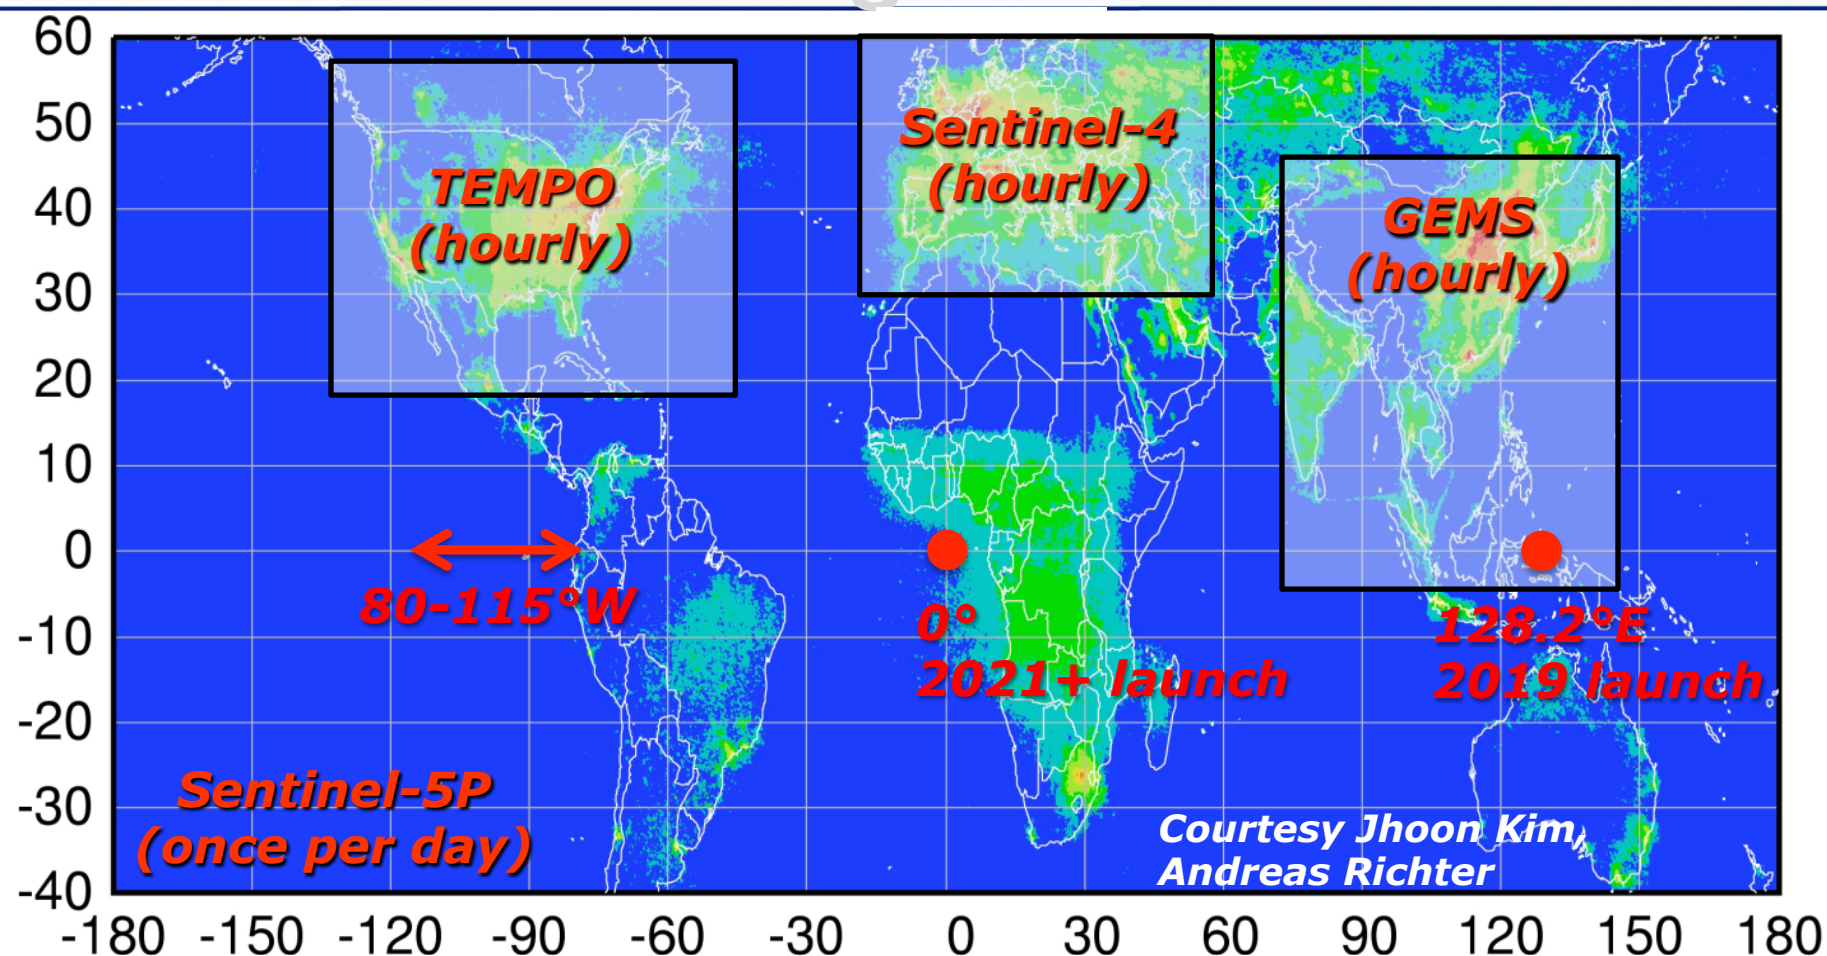 60
50
40
30
20
10
0
-10
-20
-30
-40
TEMPO
(hourly)
Sentinel-4
(hourly)
GEMS
(hourly)
80-115°W
0°
2021+ launch
128.2°E
2019 launch
Sentinel-5P
(once per day)
Courtesy Jhoon Kim,
Andreas Richter
-180 -150 -120 -90 -60 -30 0 30 60 90 120 150 180